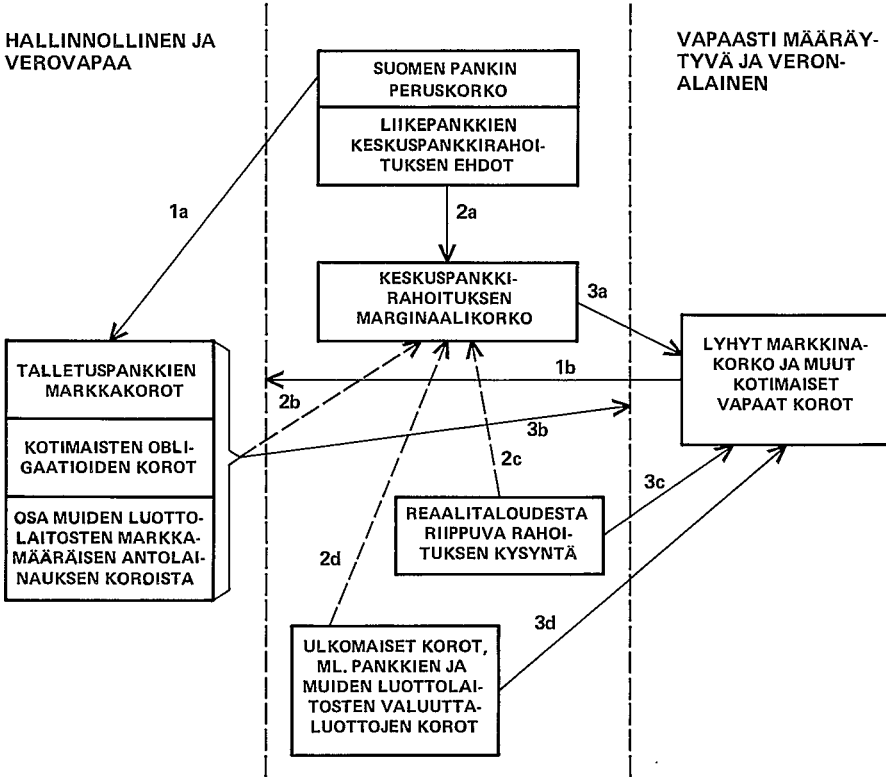 HALLINNOLLINEN JA
VEROVAPAA
VAPAASTI MÄÄRÄY-
TYVÄ JA VERON-
ALAINEN
SUOMEN PANKIN
PERUSKORKO
LIIKEPANKKIEN
KESKUSPANKKIRAHOI-
TUKSEN EHDOT
1a
2a
KESKUSPANKKI-
RAHOITUKSEN
MARGINAALIKORKO
3a
TALLETUSPANKKIEN
MARKKAKOROT
KOTIMAISTEN OBLI-
GAATIOIDEN KOROT
OSA MUIDEN LUOTTO-
LAITOSTEN MARKKA-
MÄÄRÄISEN ANTOLAI-
NAUKSEN KOROISTA
LYHYT MARKKINA-
KORKO JA MUUT
KOTIMAISET
VAPAAT KOROT
1b
2b
3b
2c
3c
REAALITALOUDESTA
RIIPPUVA RAHOI-
TUKSEN KYSYNTÄ
2d
3d
ULKOMAISET KOROT,
ML. PANKKIEN JA
MUIDEN LUOTTOLAI-
TOSTEN VALUUTTA-
LUOTTOJEN KOROT